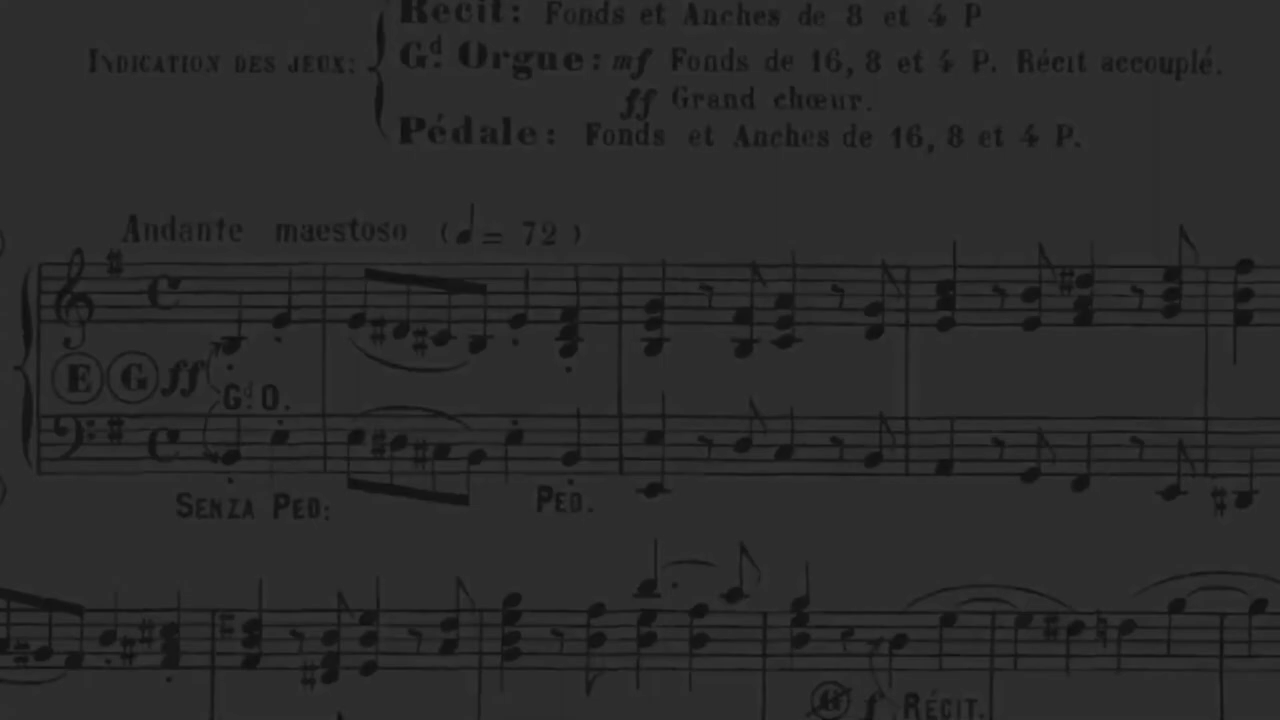 Récit: Fonds et Anches de 8 et 4 P
INDICATION DES JEUX:
Gd. Orgue: mf Fonds de 16, 8 et 4 P. Récit accouplé.
ff Grand chœur.
Pédale: Fonds et Anches de 16, 8 et 4 P.
Andante maestoso (♩= 72)
E G ff
Gd O.
SENZA PED:
PED.
f RÉCIT.